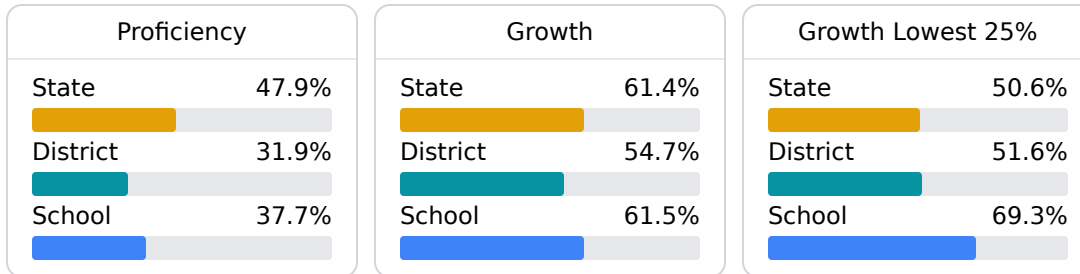 Proficiency
State 47.9%
District 31.9%
School 37.7%
Growth
State 61.4%
District 54.7%
School 61.5%
Growth Lowest 25%
State 50.6%
District 51.6%
School 69.3%